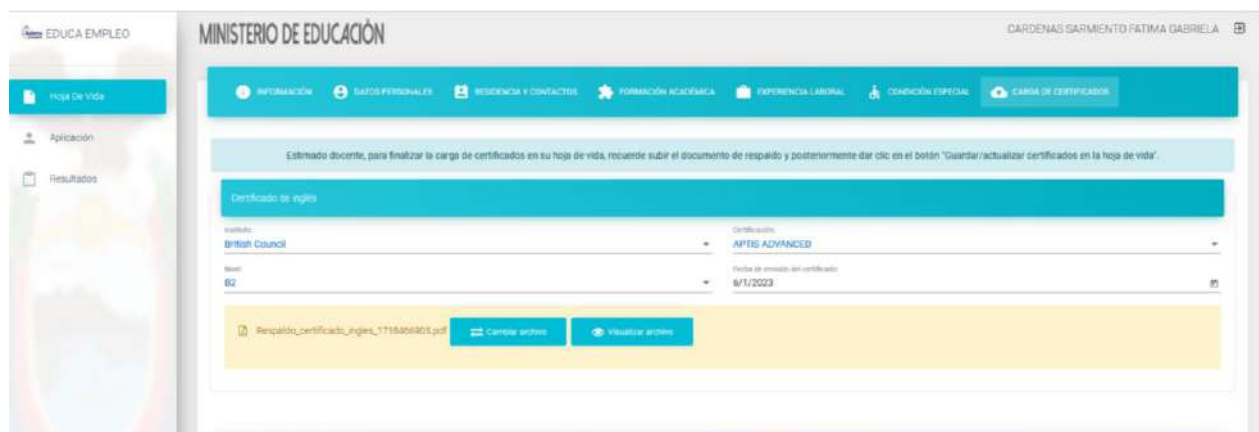 EDUCA EMPLEO
MINISTERIO DE EDUCACIÓN
CARDENAS SARMIENTO FATIMA GABRIELA
Hoja De Vida
Aplicación
Resultados
INFORMACIÓN
DATOS PERSONALES
RESIDENCIA Y CONTACTOS
FORMACIÓN ACADÉMICA
EXPERIENCIA LABORAL
CONDICIÓN ESPECIAL
CARGA DE CERTIFICADOS
Estimado docente, para finalizar la carga de certificados en su hoja de vida, recuerde subir el documento de respaldo y posteriormente dar clic en el botón "Guardar/actualizar certificados en la hoja de vida".
Certificado de inglés
Instituto:
British Council
Certificación:
APTIS ADVANCED
Nivel:
B2
Fecha de emisión del certificado:
6/1/2023
Cambiar archivo
Visualizar archivo